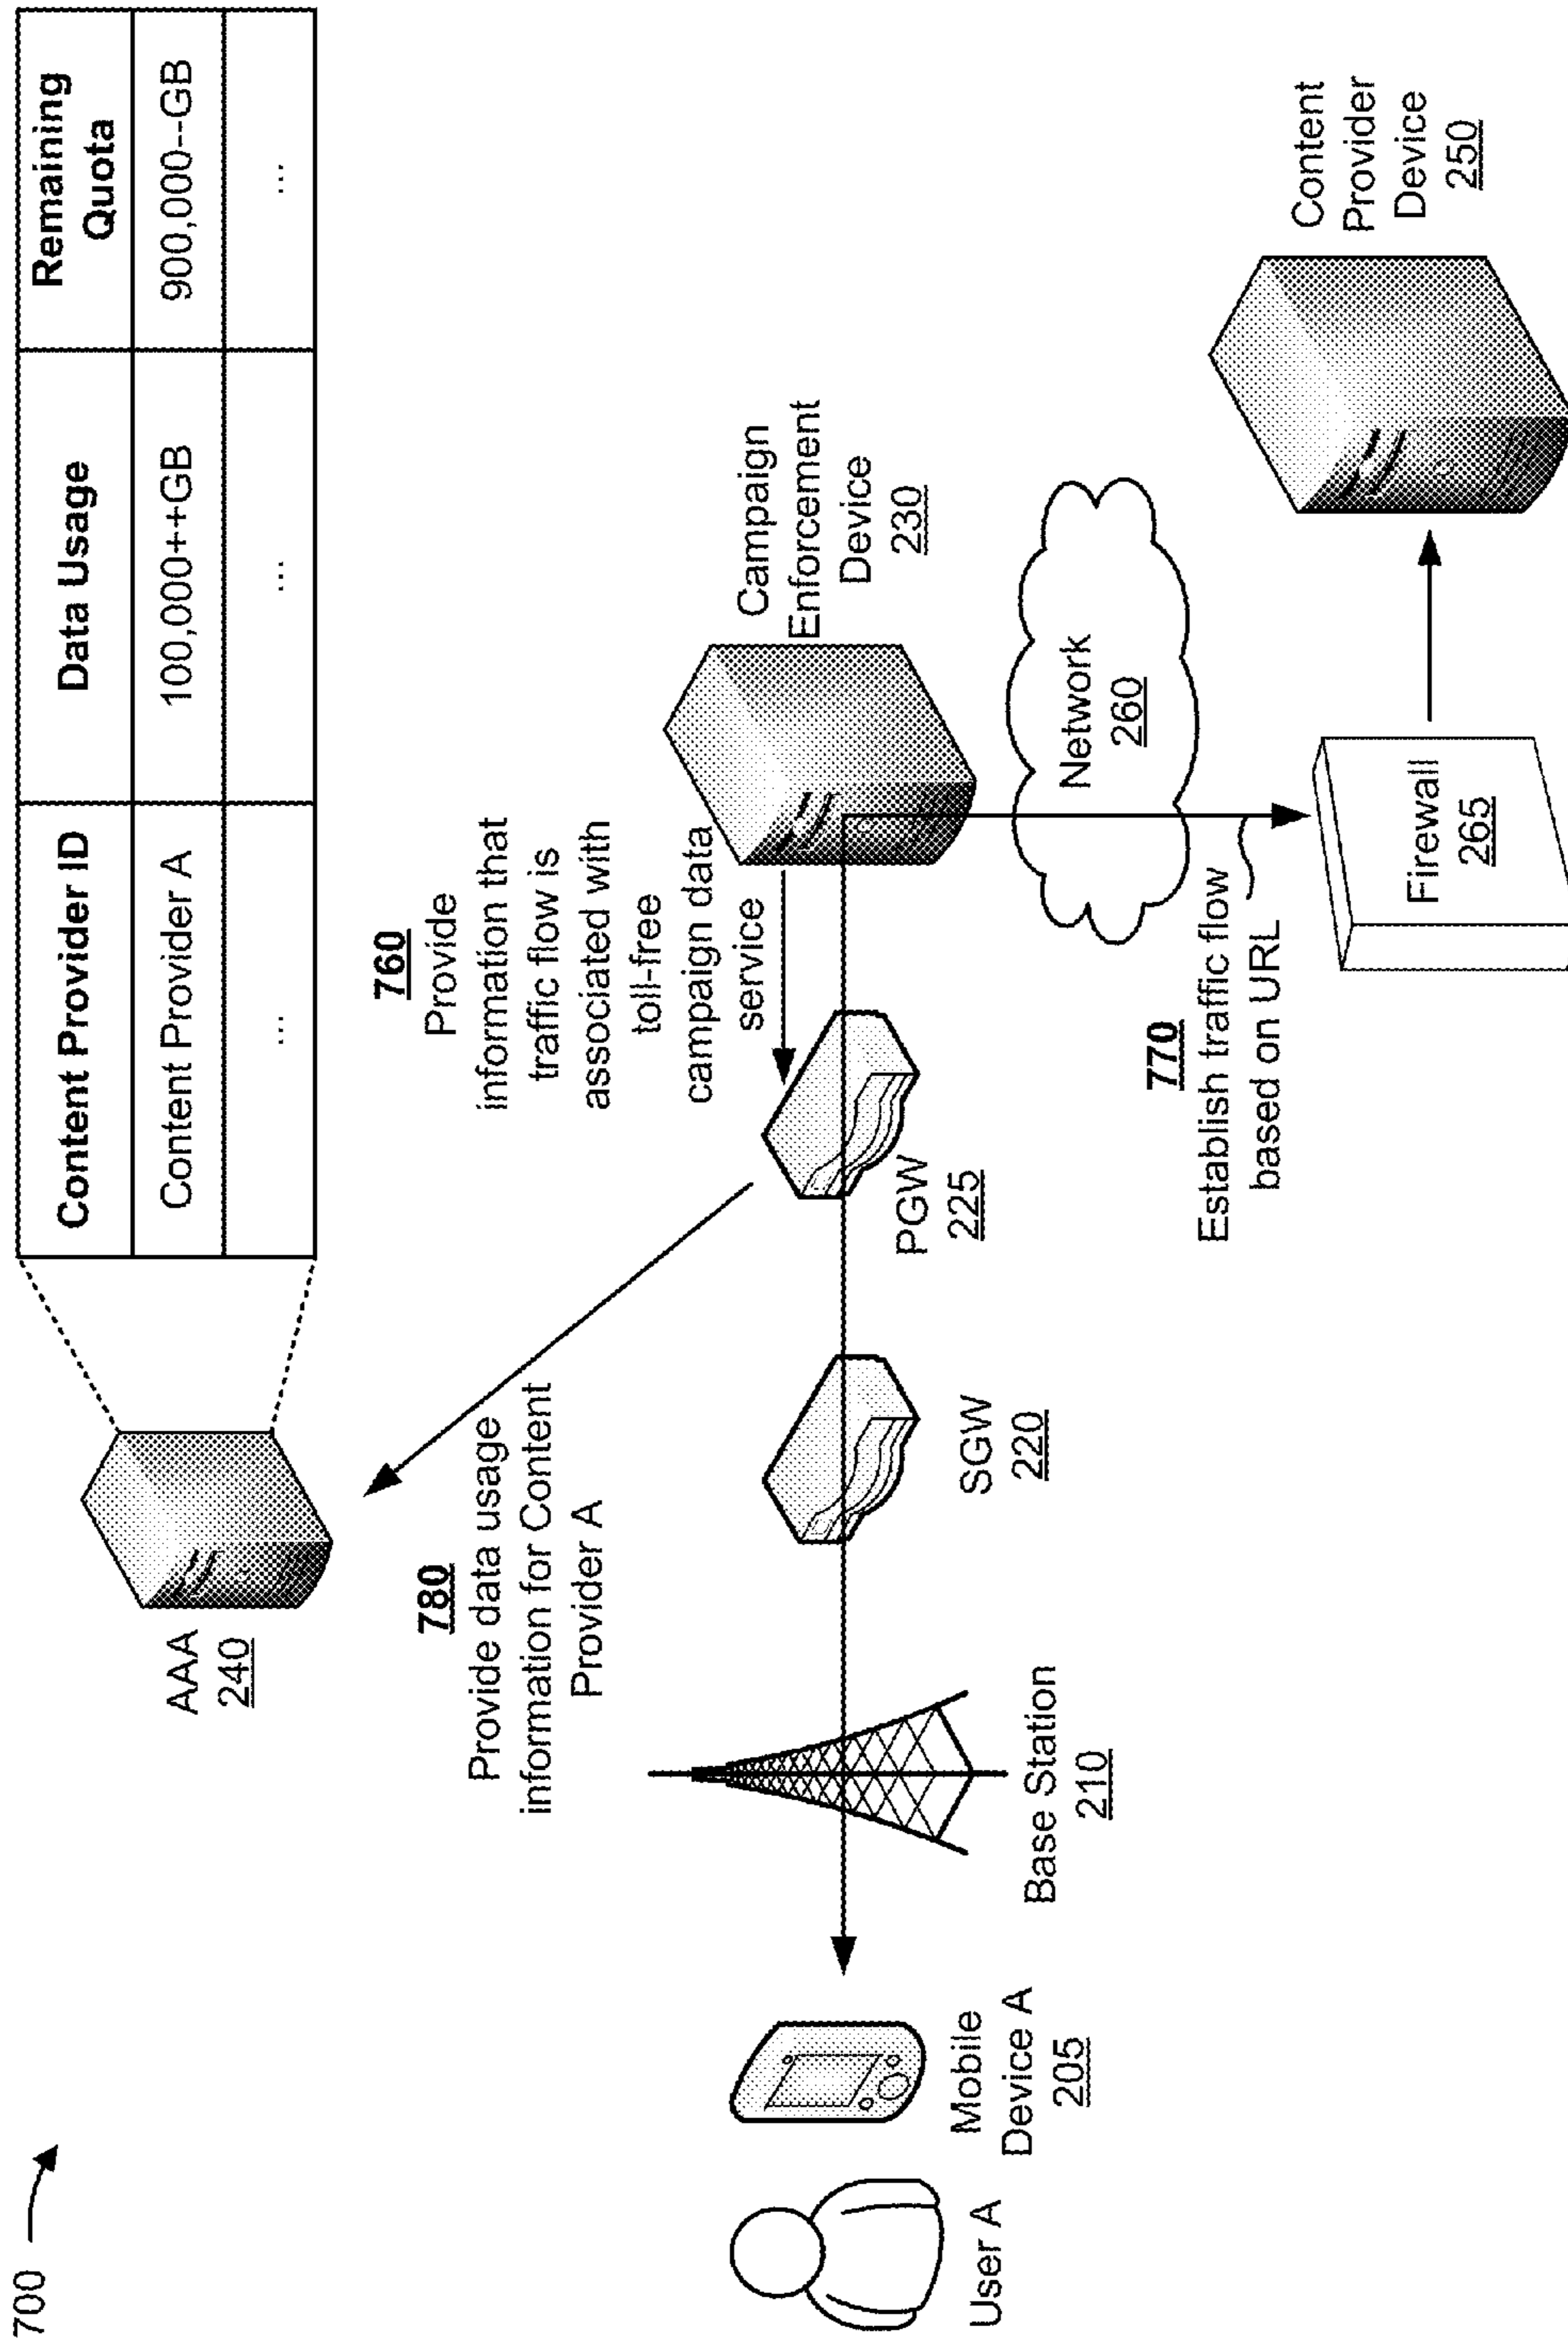 700
Content Provider ID
Data Usage
Remaining
Quota
Content Provider A
100,000++GB
900,000--GB
...
...
...
AAA
240
780
Provide data usage
information for Content
Provider A
760
Provide
information that
traffic flow is
associated with
toll-free
campaign data
service
Campaign
Enforcement
Device
230
User A
Mobile
Device A
205
Base Station
210
SGW
220
PGW
225
Network
260
770
Establish traffic flow
based on URL
Firewall
265
Content
Provider
Device
250